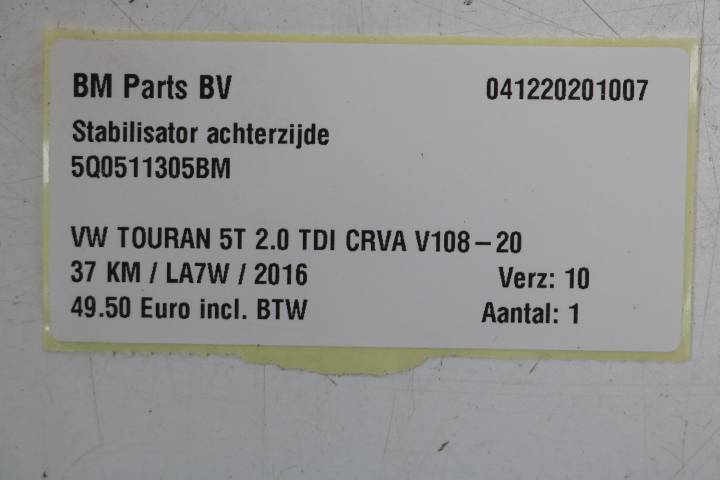 BM Parts BV 041220201007
Stabilisator achterzijde
5Q0511305BM
VW TOURAN 5T 2.0 TDI CRVA V108-20
37 KM / LA7W / 2016 Verz: 10
49.50 Euro incl. BTW Aantal: 1